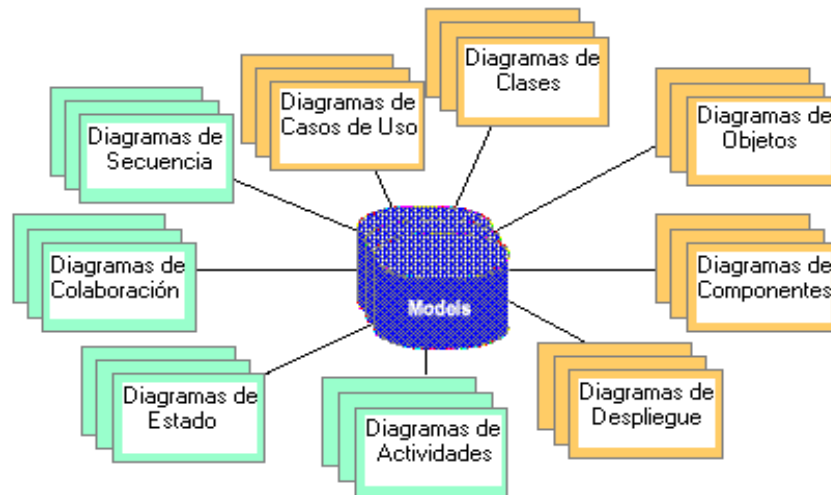 Diagramas de
Clases
Diagramas de
Casos de Uso
Diagramas de
Objetos
Diagramas de
Secuencia
Diagramas de
Colaboración
Diagramas de
Componentes
Models
Diagramas de
Estado
Diagramas de
Despliegue
Diagramas de
Actividades